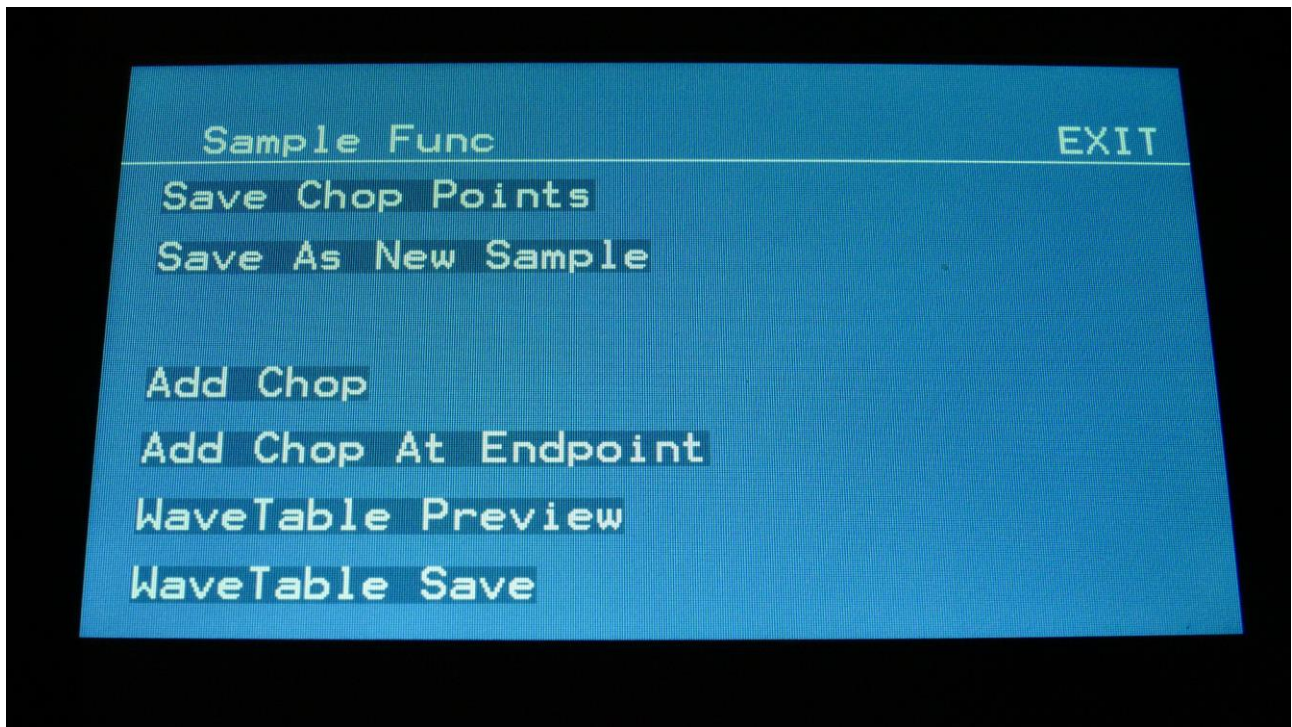 Sample Func EXIT
Save Chop Points
Save As New Sample
Add Chop
Add Chop At Endpoint
WaveTable Preview
WaveTable Save